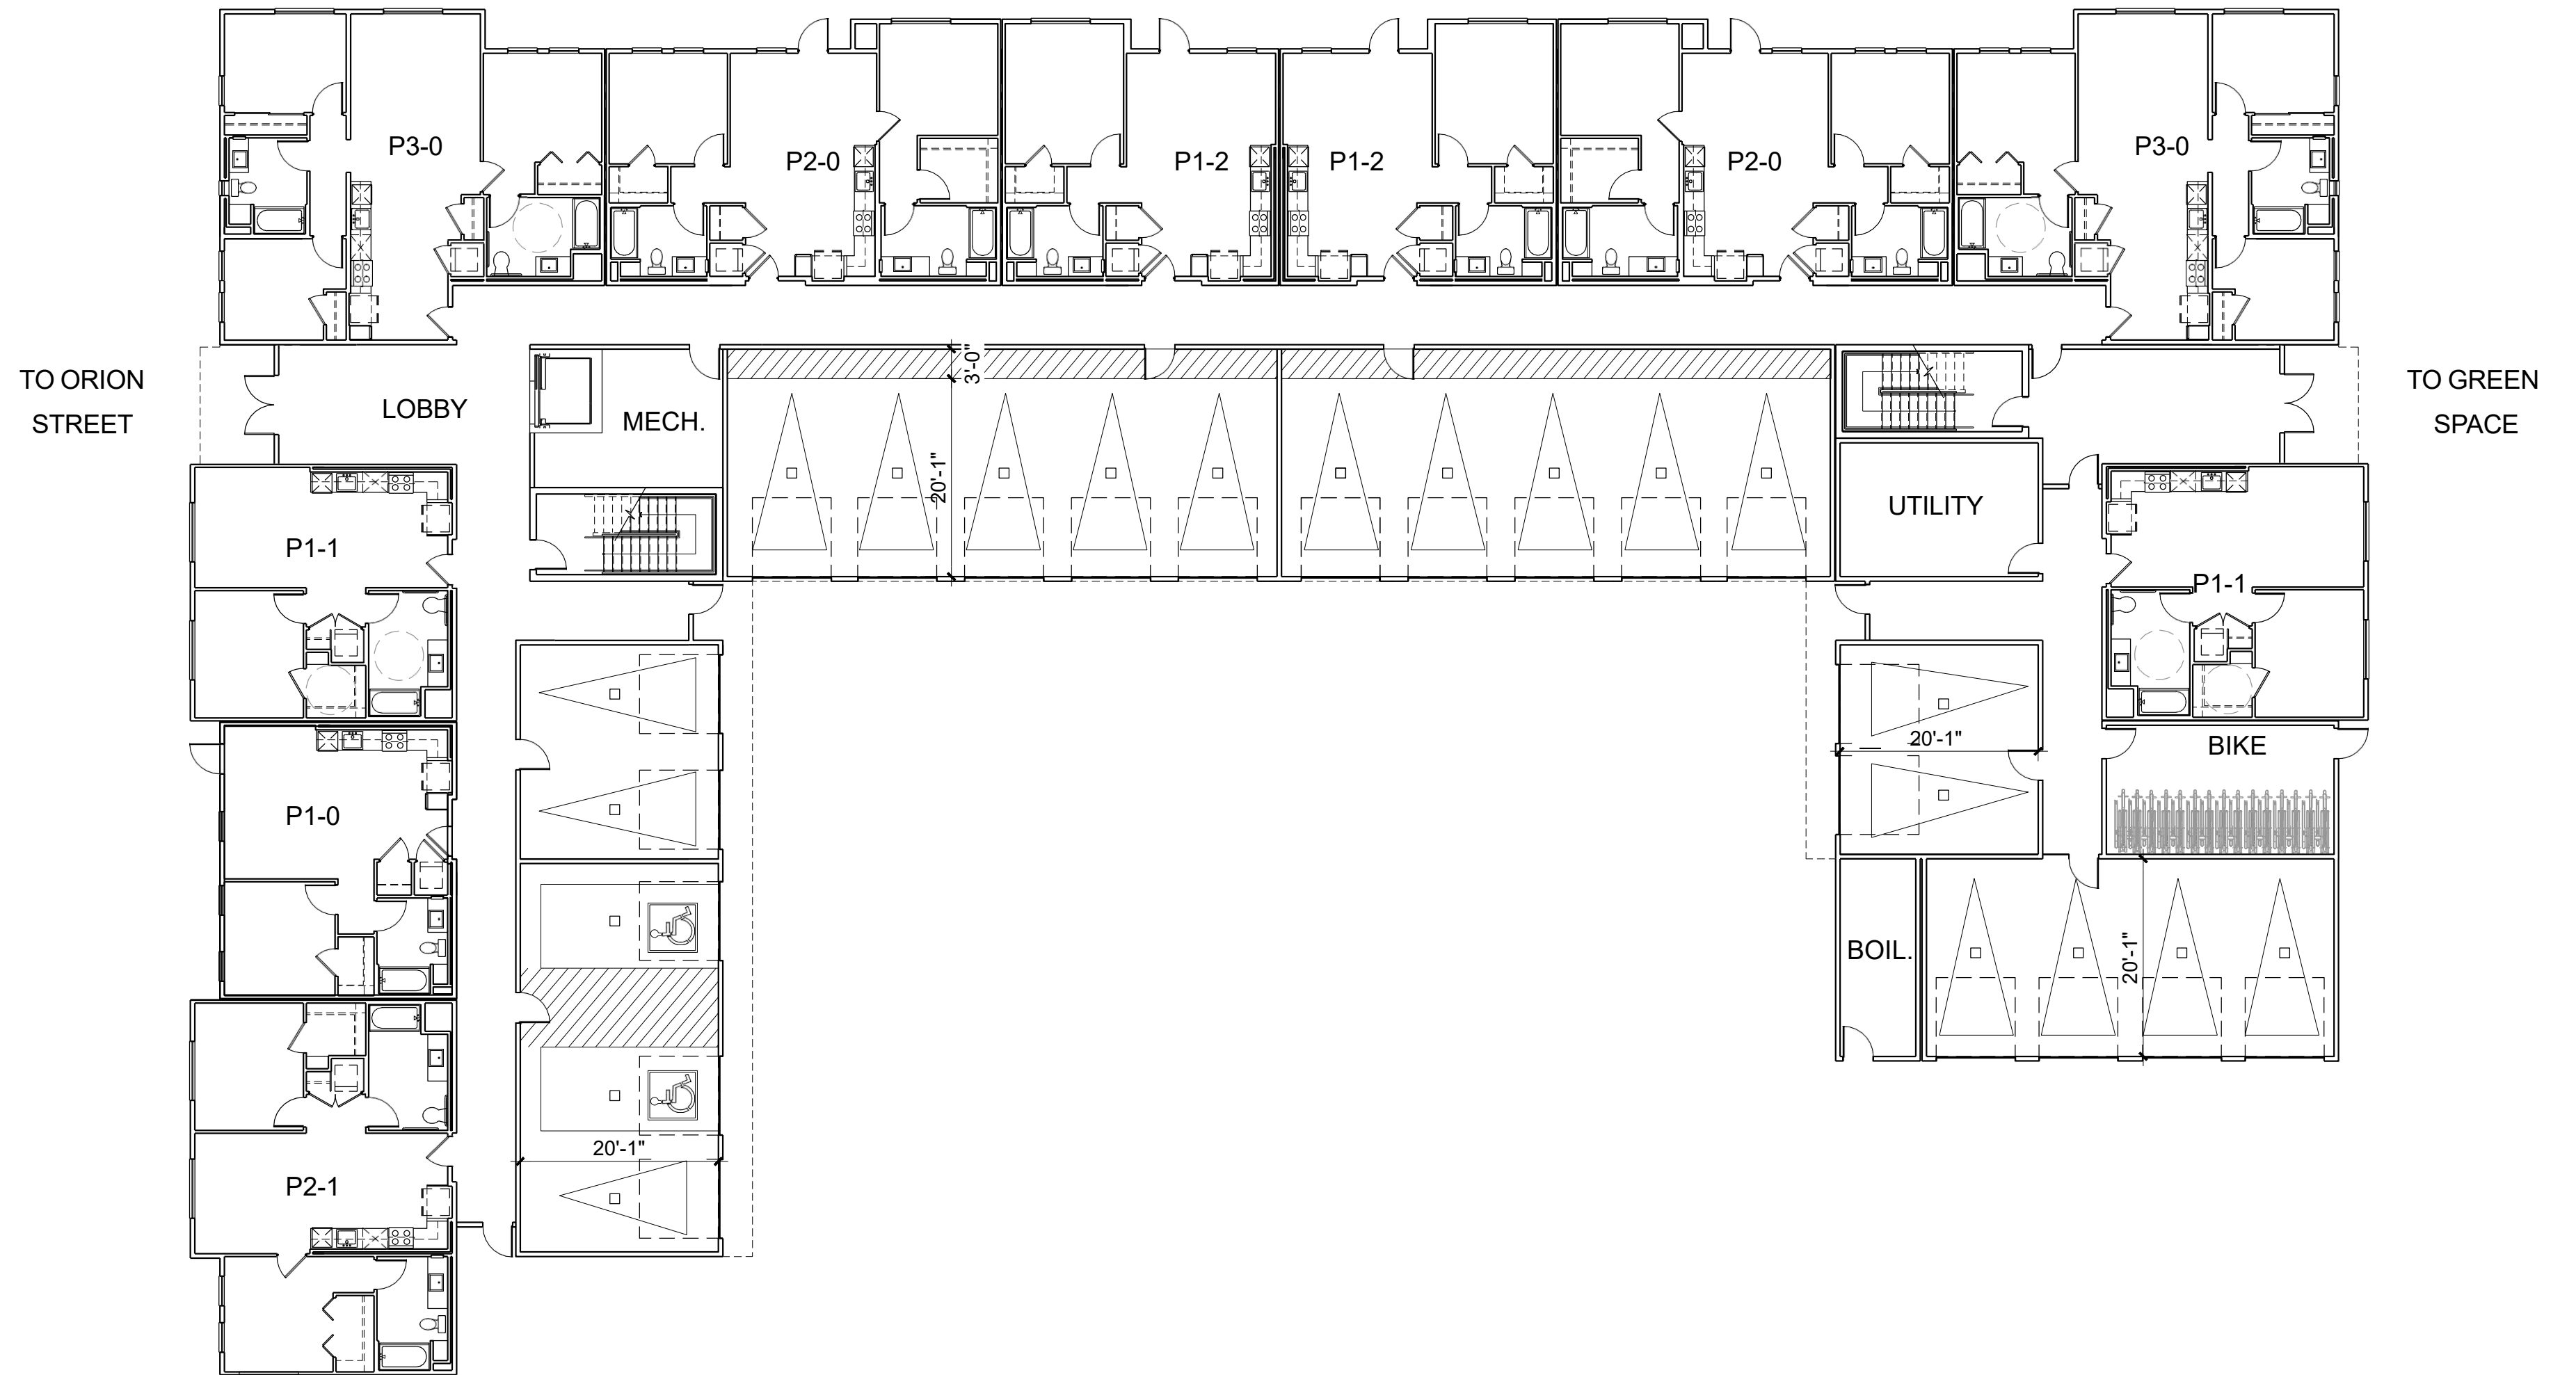 P3-0
P2-0
P1-2
P1-2
P2-0
P3-0
TO ORION
STREET
LOBBY
MECH.
3'-0"
20'-1"
TO GREEN
SPACE
UTILITY
P1-1
P1-1
20'-1"
BIKE
P1-0
BOIL.
20'-1"
20'-1"
P2-1